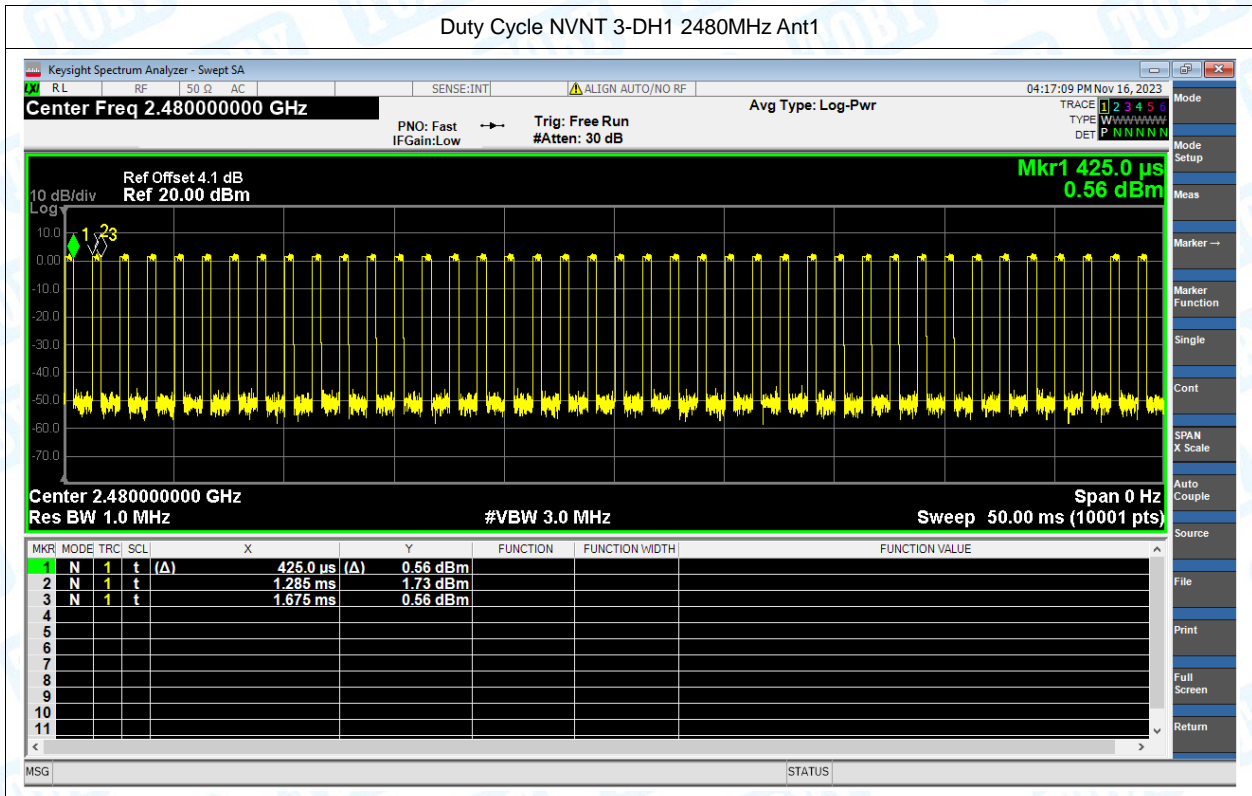 Duty Cycle NVNT 3-DH1 2480MHz Ant1
Keysight Spectrum Analyzer - Swept SA
LXI RL RF 50 Ω AC SENSE:INT ALIGN AUTO/NO RF 04:17:09 PM Nov 16, 2023
Center Freq 2.480000000 GHz Avg Type: Log-Pwr TRACE 1 2 3 4 5 6
PNO: Fast Trig: Free Run TYPE W
IFGain:Low #Atten: 30 dB DET P N N N N N
Mode
Mode Setup
Meas
Marker →
Marker Function
Single
Cont
SPAN X Scale
Auto Couple
Source
File
Print
Full Screen
Return
Mkr1 425.0 µs
0.56 dBm
Ref Offset 4.1 dB
10 dB/div Ref 20.00 dBm
Log
10.0
0.00
-10.0
-20.0
-30.0
-40.0
-50.0
-60.0
-70.0
1 2 3
Center 2.480000000 GHz Span 0 Hz
Res BW 1.0 MHz #VBW 3.0 MHz Sweep 50.00 ms (10001 pts)
MKR MODE TRC SCL X Y FUNCTION FUNCTION WIDTH FUNCTION VALUE
1 N 1 t (Δ) 425.0 µs (Δ) 0.56 dBm
2 N 1 t 1.285 ms 1.73 dBm
3 N 1 t 1.675 ms 0.56 dBm
4
5
6
7
8
9
10
11
MSG STATUS